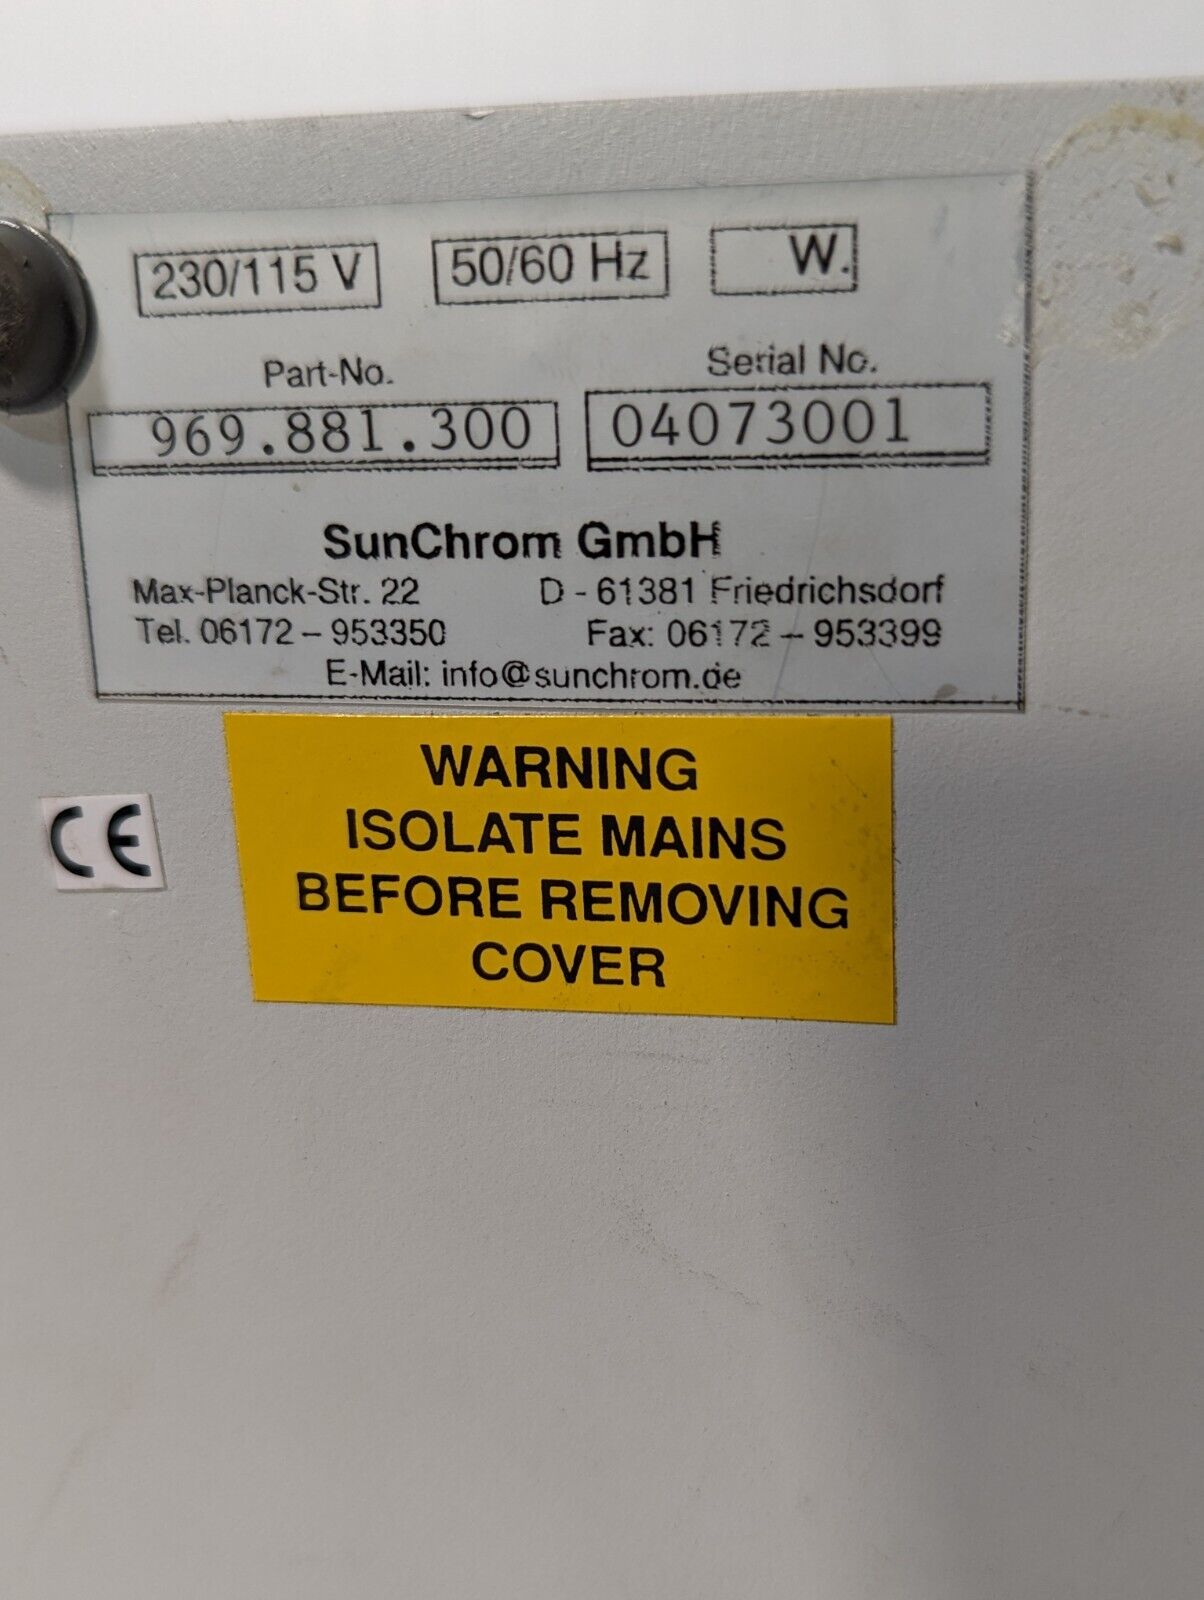 230/115 V 50/60 Hz W.
Part-No. Serial No.
969.881.300 04073001
SunChrom GmbH
Max-Planck-Str. 22 D - 61381 Friedrichsdorf
Tel. 06172 – 953350 Fax: 06172 – 953399
E-Mail: info@sunchrom.de
WARNING
ISOLATE MAINS
BEFORE REMOVING
COVER
CE